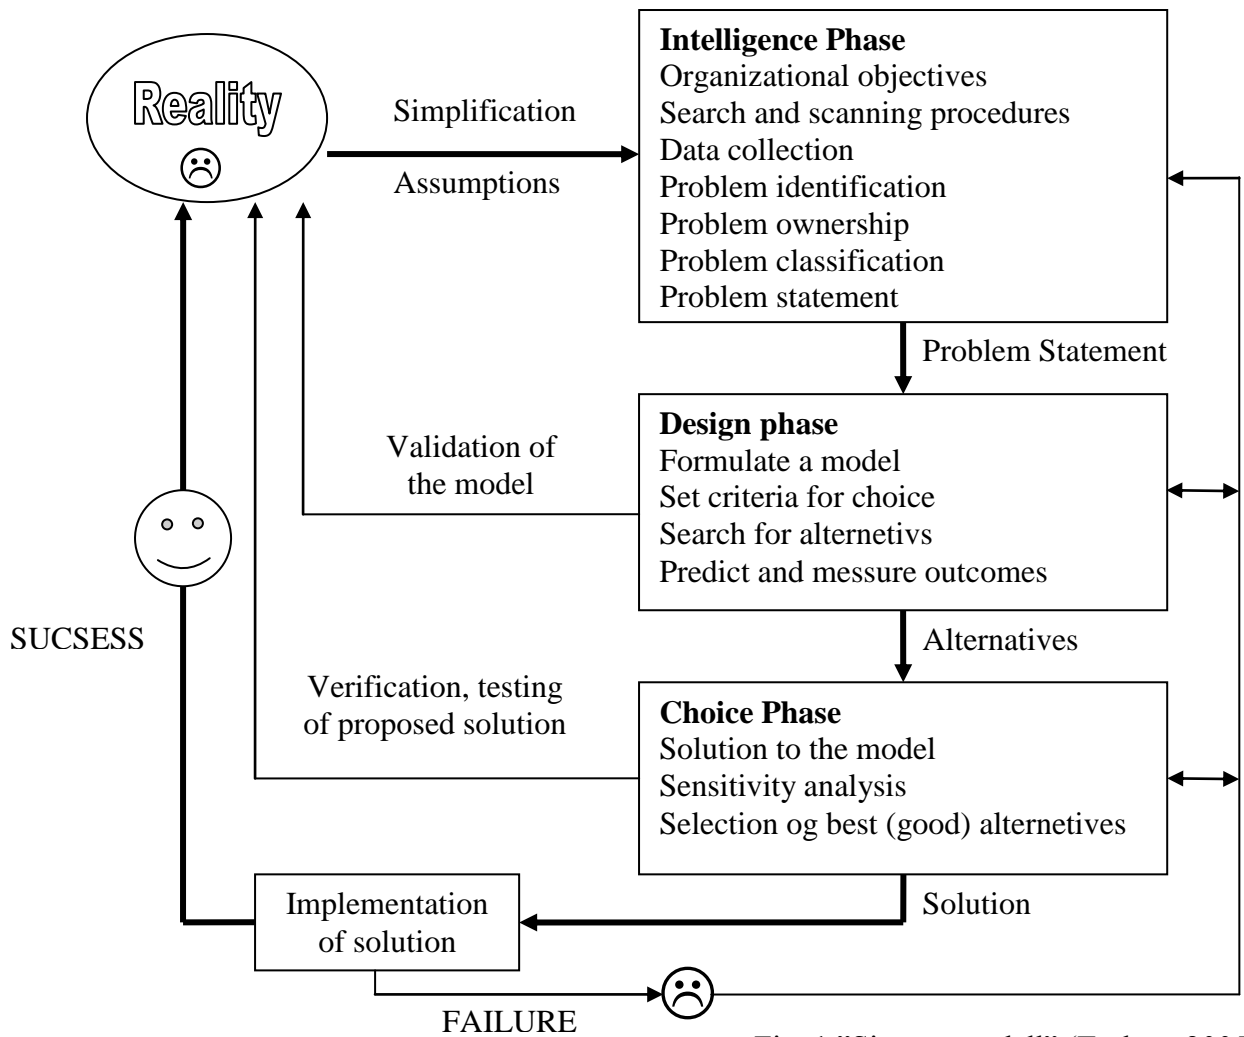 Reality
Simplification
Assumptions
Intelligence Phase
Organizational objectives
Search and scanning procedures
Data collection
Problem identification
Problem ownership
Problem classification
Problem statement
Problem Statement
Validation of
the model
Design phase
Formulate a model
Set criteria for choice
Search for alternetivs
Predict and messure outcomes
SUCSESS
Alternatives
Verification, testing
of proposed solution
Choice Phase
Solution to the model
Sensitivity analysis
Selection og best (good) alternetives
Implementation
of solution
Solution
FAILURE